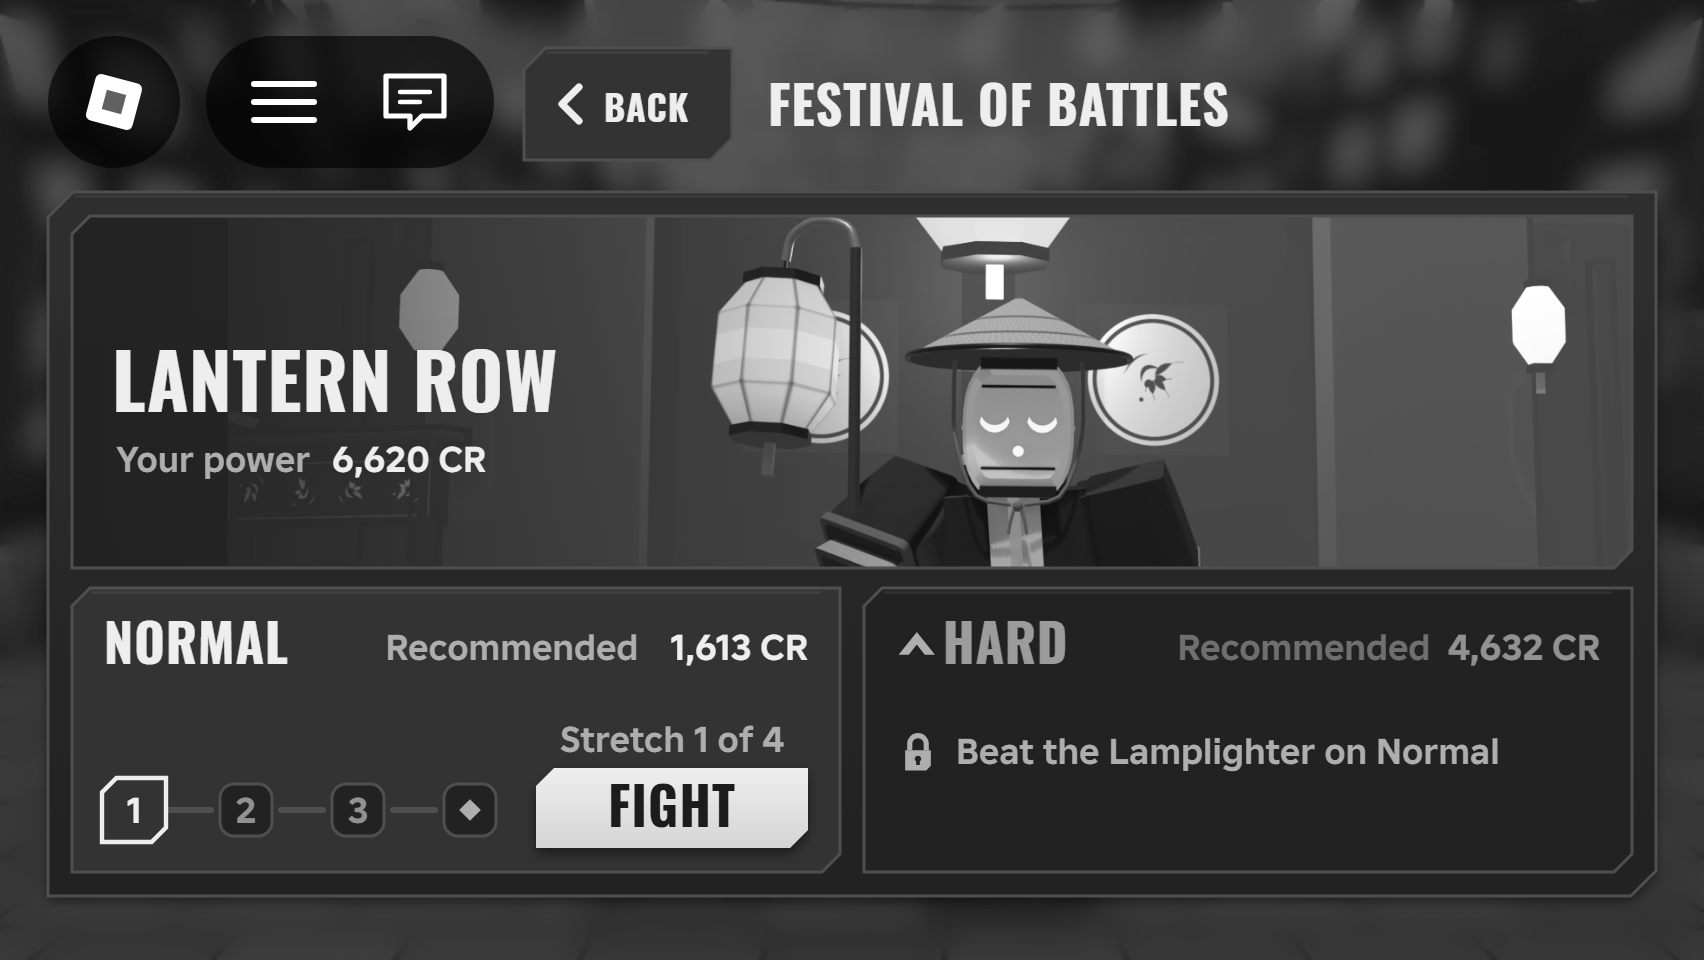 BACK
FESTIVAL OF BATTLES
LANTERN ROW
Your power 6,620 CR
NORMAL
Recommended 1,613 CR
Stretch 1 of 4
1 2 3
FIGHT
HARD
Recommended 4,632 CR
Beat the Lamplighter on Normal